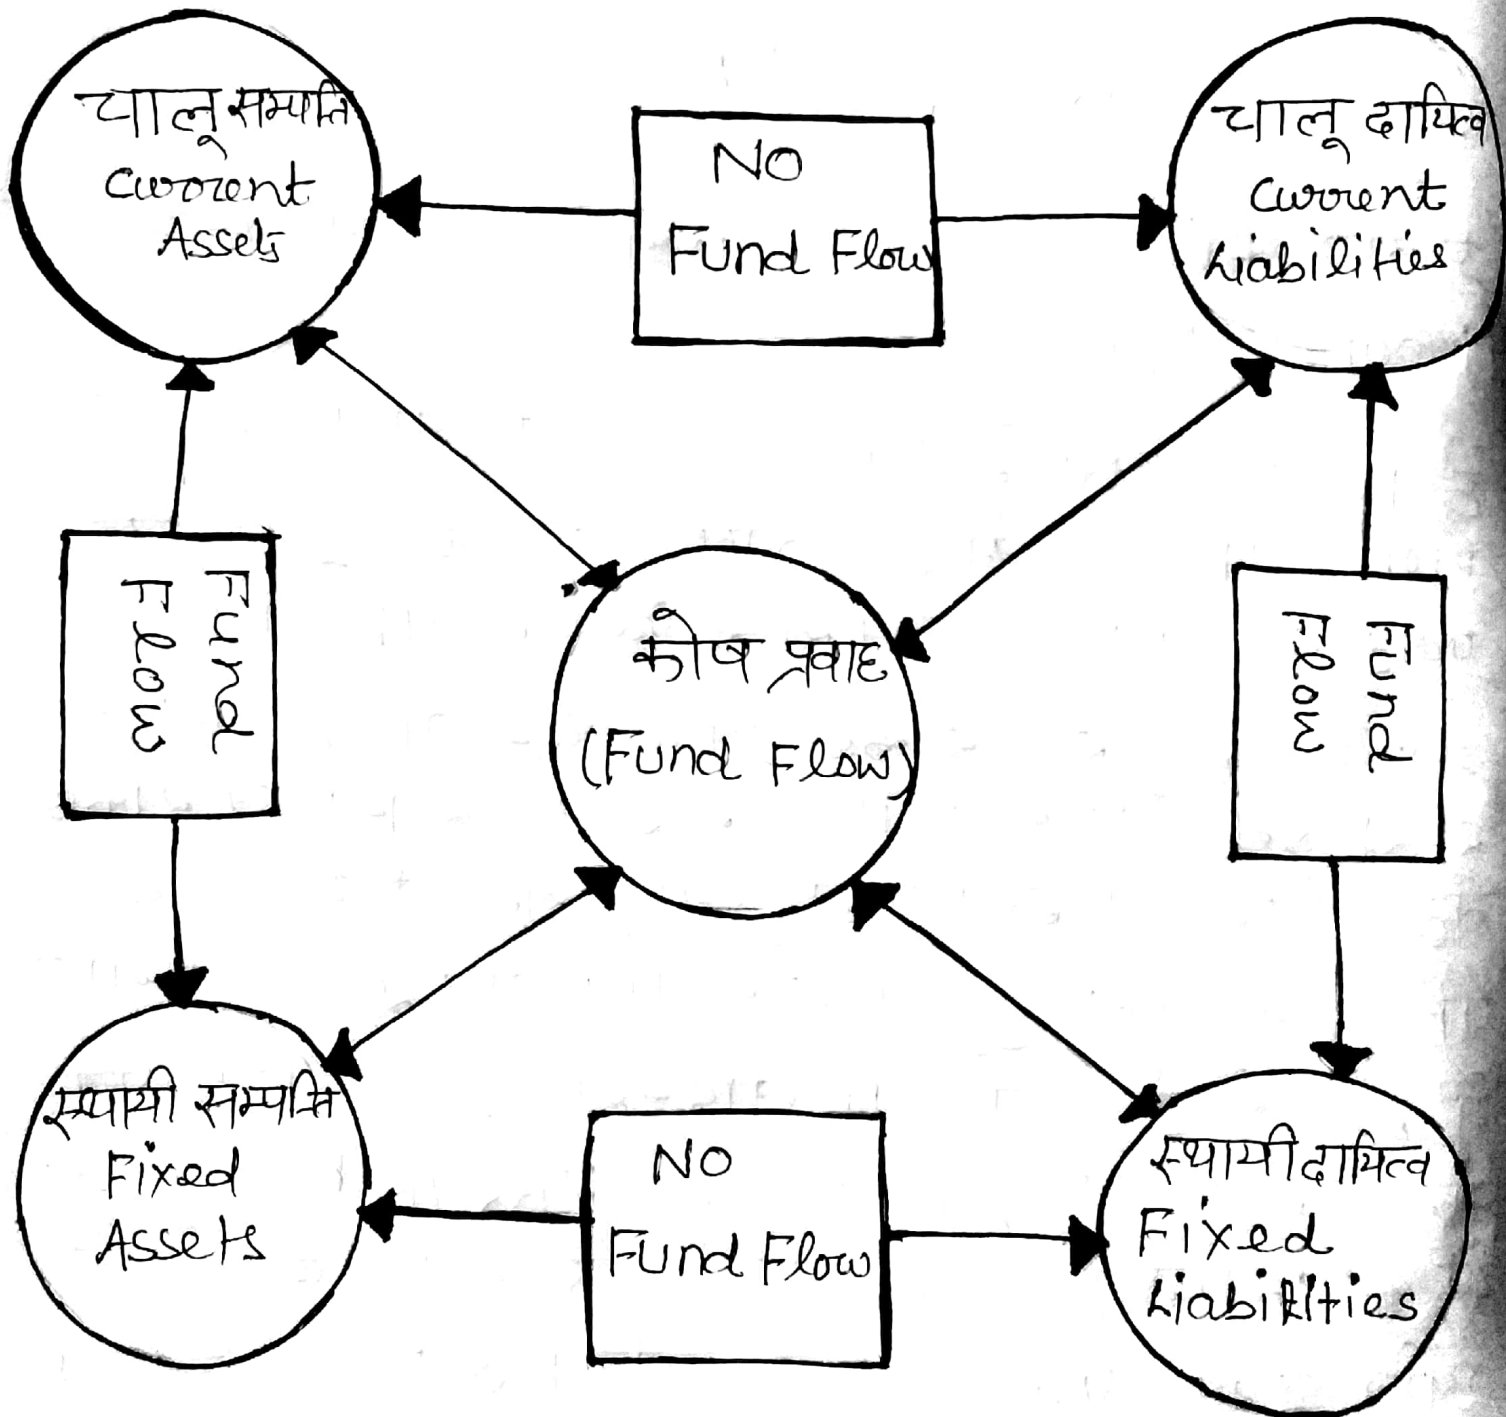 चालू सम्पत्ति
Current
Assets
NO
Fund Flow
चालू दायित्व
Current
Liabilities
Fund
Flow
कोष प्रवाह
(Fund Flow)
Fund
Flow
स्थायी सम्पत्ति
Fixed
Assets
NO
Fund Flow
स्थायी दायित्व
Fixed
Liabilities